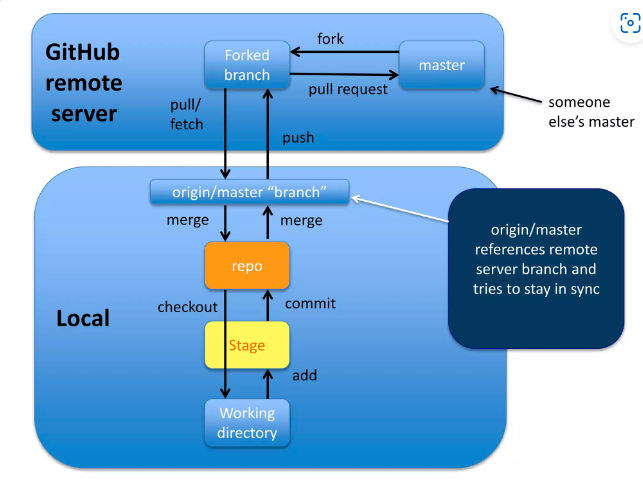 GitHub
remote
server
fork
Forked
branch
master
pull request
someone
else's master
pull/
fetch
push
origin/master "branch"
merge
merge
repo
origin/master
references remote
server branch and
tries to stay in sync
Local
checkout
commit
Stage
add
Working
directory